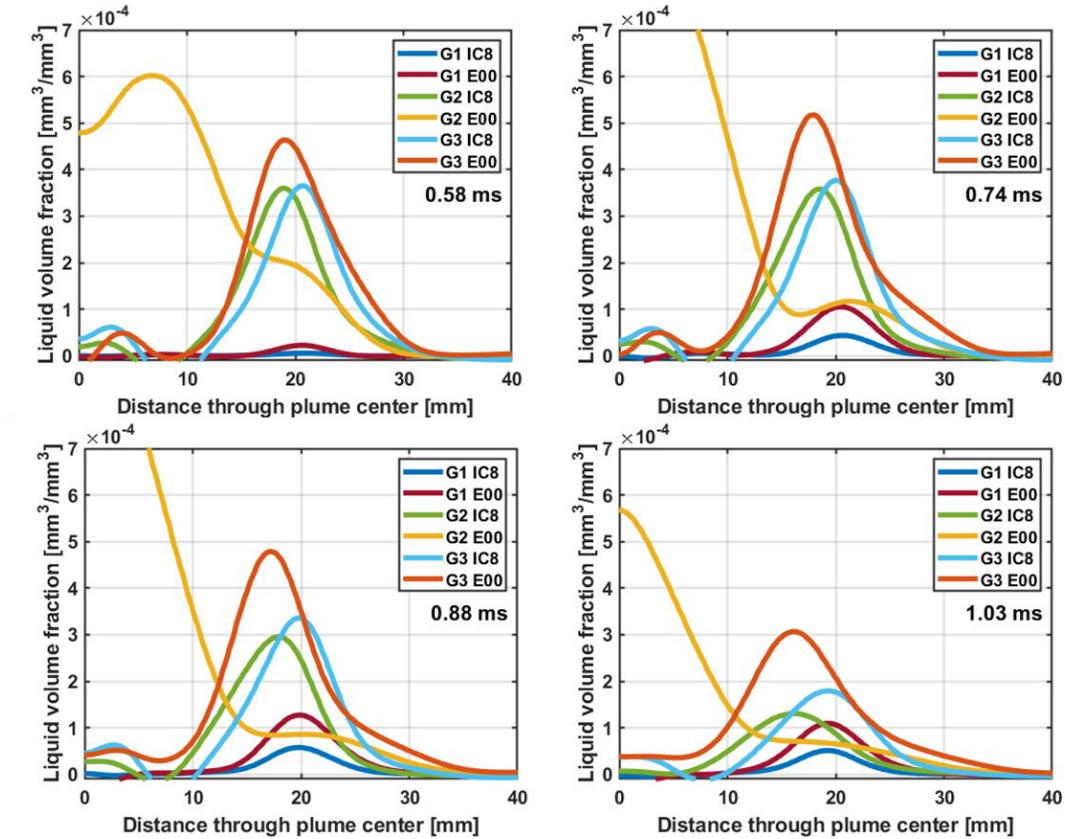 ×10⁻⁴
7
6
5
4
3
2
1
0
Liquid volume fraction [mm³/mm³]
G1 IC8
G1 E00
G2 IC8
G2 E00
G3 IC8
G3 E00
0.58 ms
0 10 20 30 40
Distance through plume center [mm]
×10⁻⁴
7
6
5
4
3
2
1
0
Liquid volume fraction [mm³/mm³]
G1 IC8
G1 E00
G2 IC8
G2 E00
G3 IC8
G3 E00
0.74 ms
0 10 20 30 40
Distance through plume center [mm]
×10⁻⁴
7
6
5
4
3
2
1
0
Liquid volume fraction [mm³/mm³]
G1 IC8
G1 E00
G2 IC8
G2 E00
G3 IC8
G3 E00
0.88 ms
0 10 20 30 40
Distance through plume center [mm]
×10⁻⁴
7
6
5
4
3
2
1
0
Liquid volume fraction [mm³/mm³]
G1 IC8
G1 E00
G2 IC8
G2 E00
G3 IC8
G3 E00
1.03 ms
0 10 20 30 40
Distance through plume center [mm]